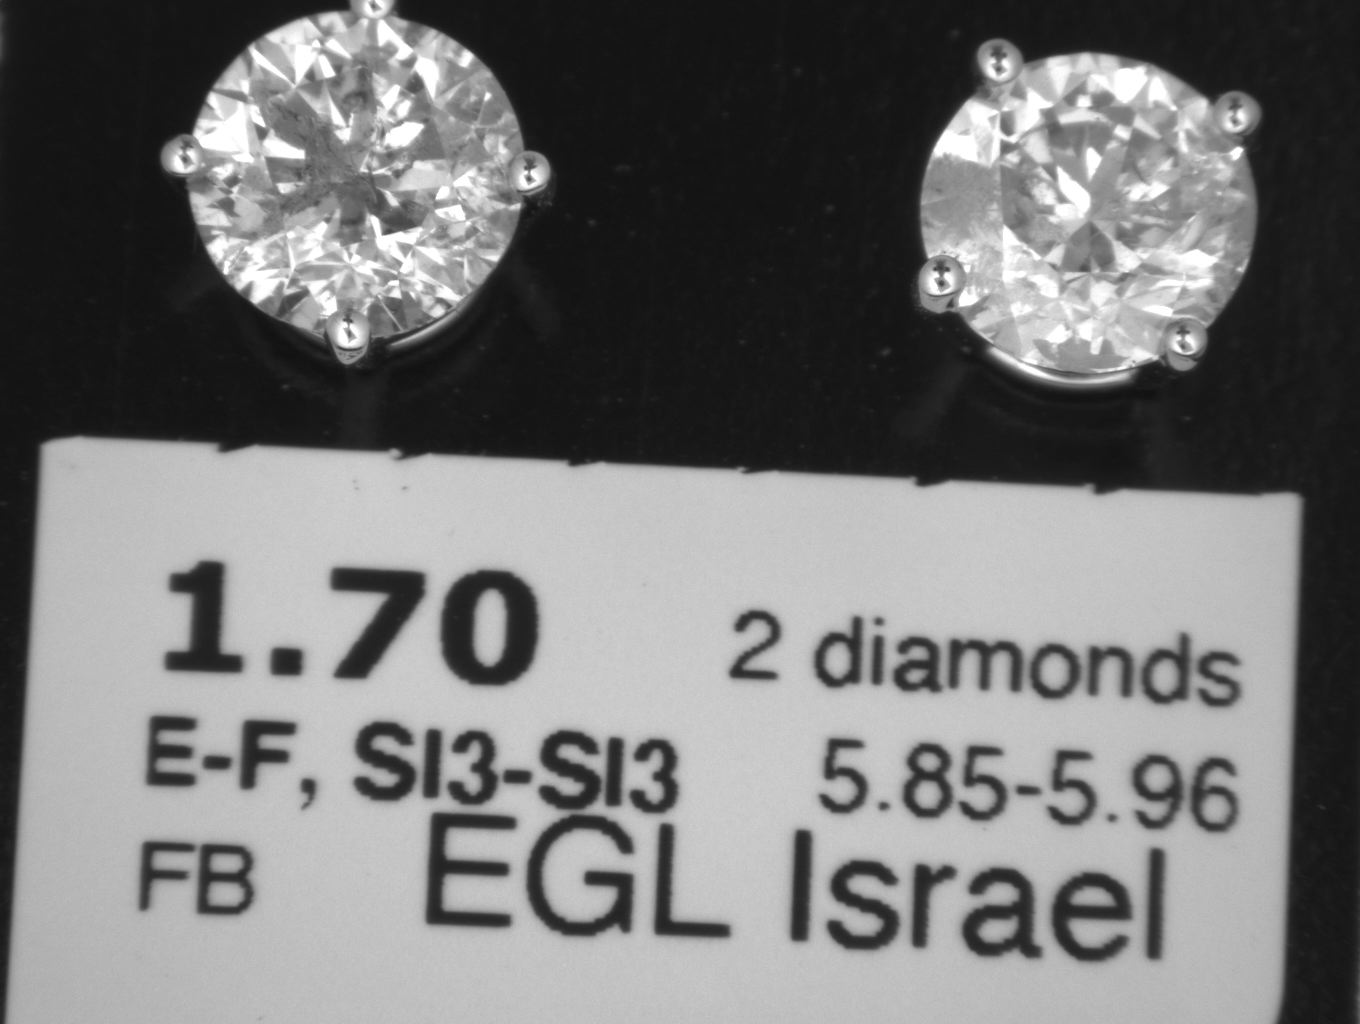 1.70 2 diamonds
E-F, SI3-SI3 5.85-5.96
FB EGL Israel